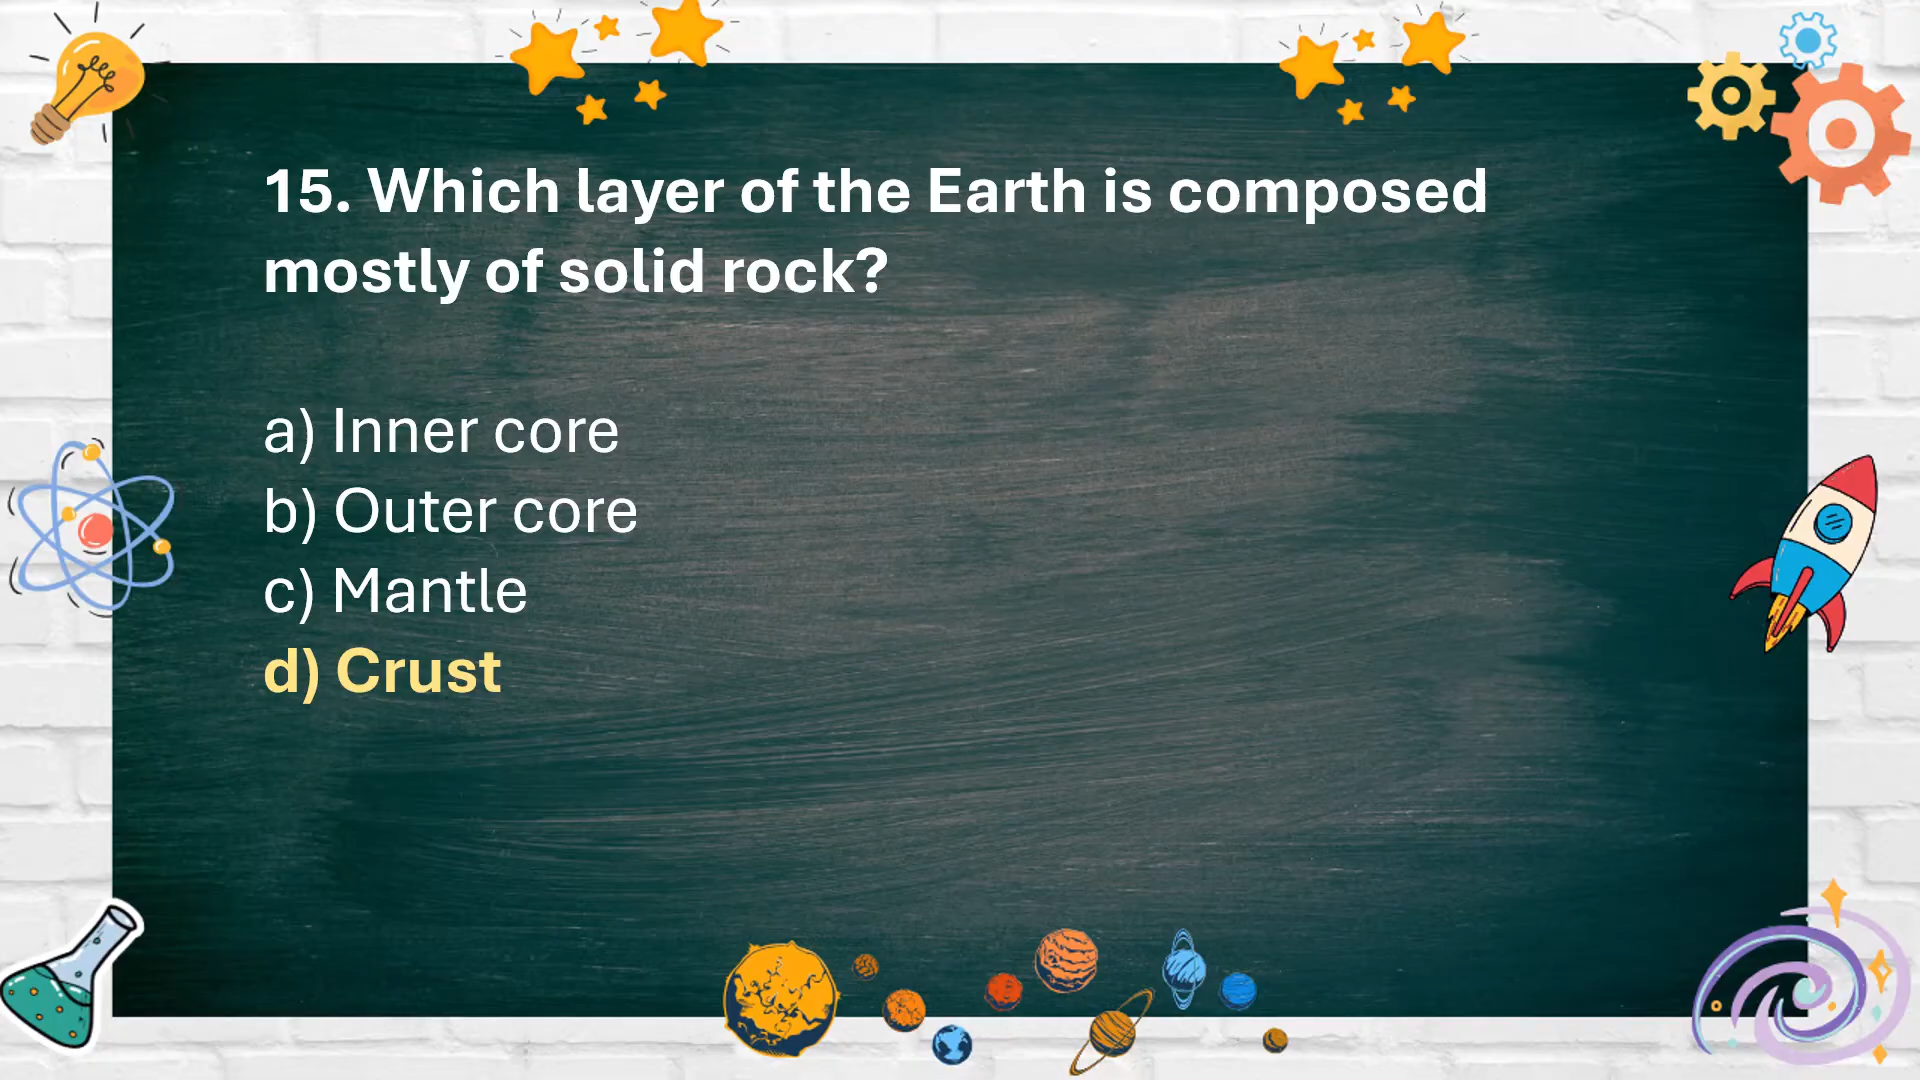 15. Which layer of the Earth is composed
mostly of solid rock?
a) Inner core
b) Outer core
c) Mantle
d) Crust